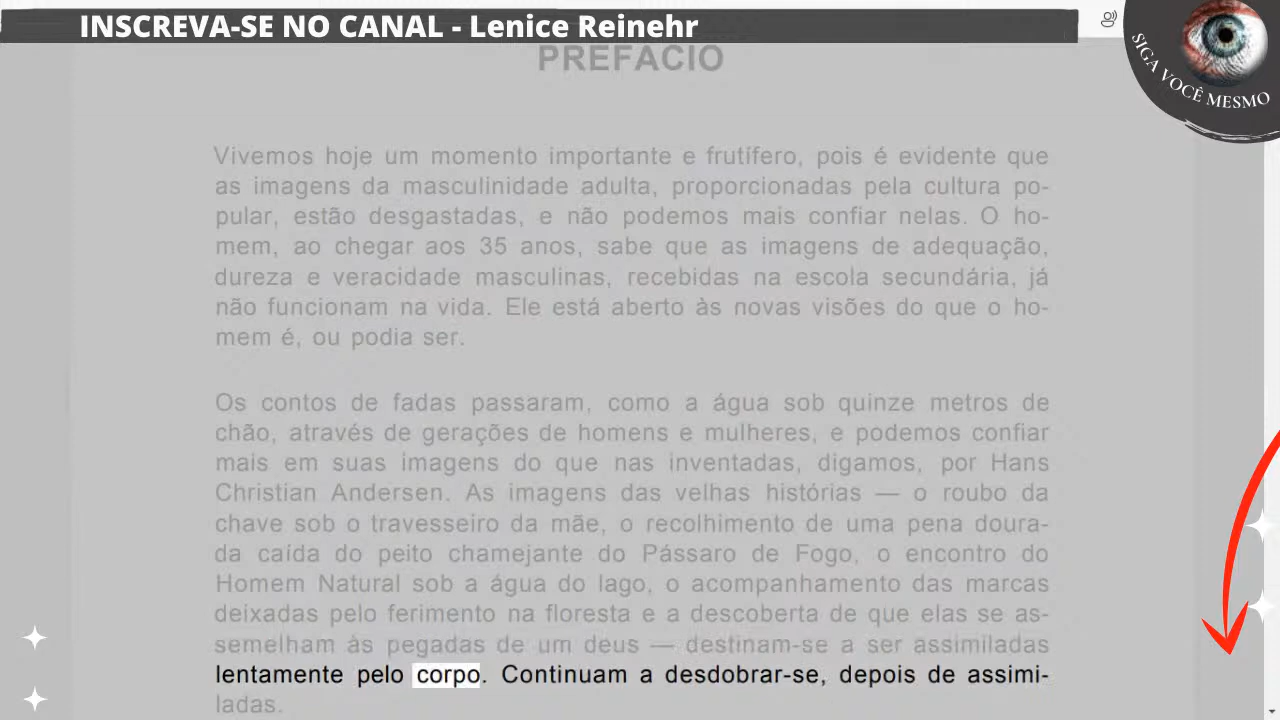 INSCREVA-SE NO CANAL - Lenice Reinehr
SIGA VOCÊ MESMO
PREFACIO
Vivemos hoje um momento importante e frutífero, pois é evidente que
as imagens da masculinidade adulta, proporcionadas pela cultura po-
pular, estão desgastadas, e não podemos mais confiar nelas. O ho-
mem, ao chegar aos 35 anos, sabe que as imagens de adequação,
dureza e veracidade masculinas, recebidas na escola secundária, já
não funcionam na vida. Ele está aberto às novas visões do que o ho-
mem é, ou podia ser.
Os contos de fadas passaram, como a água sob quinze metros de
chão, através de gerações de homens e mulheres, e podemos confiar
mais em suas imagens do que nas inventadas, digamos, por Hans
Christian Andersen. As imagens das velhas histórias — o roubo da
chave sob o travesseiro da mãe, o recolhimento de uma pena doura-
da caída do peito chamejante do Pássaro de Fogo, o encontro do
Homem Natural sob a água do lago, o acompanhamento das marcas
deixadas pelo ferimento na floresta e a descoberta de que elas se as-
semelham às pegadas de um deus — destinam-se a ser assimiladas
lentamente pelo corpo. Continuam a desdobrar-se, depois de assimi-
ladas.